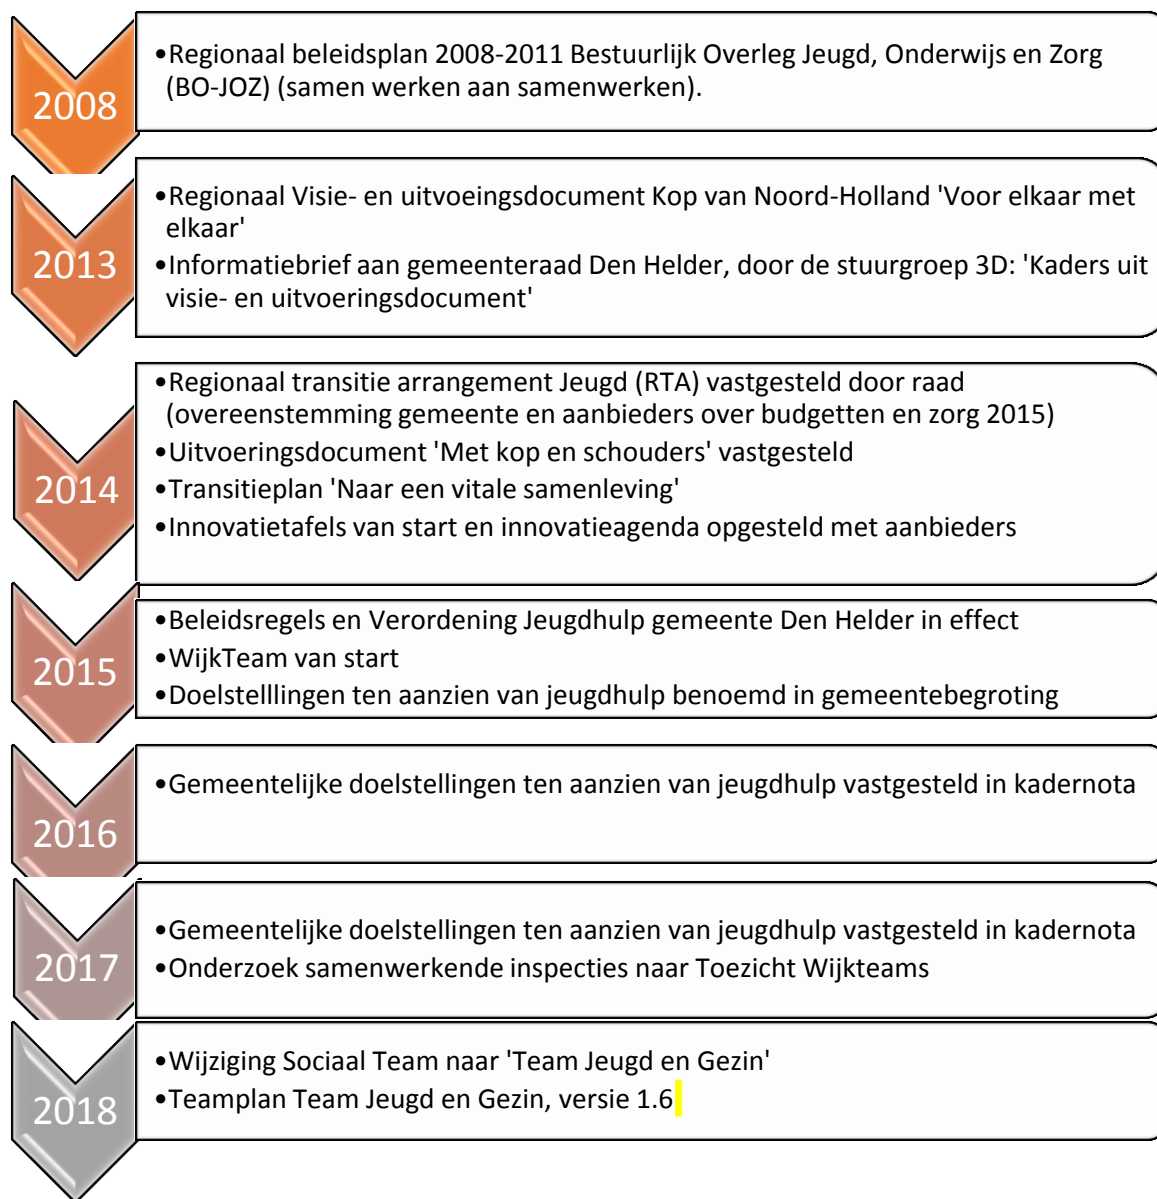 2008
•Regionaal beleidsplan 2008-2011 Bestuurlijk Overleg Jeugd, Onderwijs en Zorg
(BO-JOZ) (samen werken aan samenwerken).
2013
•Regionaal Visie- en uitvoeingsdocument Kop van Noord-Holland 'Voor elkaar met
elkaar'
•Informatiebrief aan gemeenteraad Den Helder, door de stuurgroep 3D: 'Kaders uit
visie- en uitvoeringsdocument'
2014
•Regionaal transitie arrangement Jeugd (RTA) vastgesteld door raad
(overeenstemming gemeente en aanbieders over budgetten en zorg 2015)
•Uitvoeringsdocument 'Met kop en schouders' vastgesteld
•Transitieplan 'Naar een vitale samenleving'
•Innovatietafels van start en innovatieagenda opgesteld met aanbieders
2015
•Beleidsregels en Verordening Jeugdhulp gemeente Den Helder in effect
•WijkTeam van start
•Doelstelllingen ten aanzien van jeugdhulp benoemd in gemeentebegroting
2016
•Gemeentelijke doelstellingen ten aanzien van jeugdhulp vastgesteld in kadernota
2017
•Gemeentelijke doelstellingen ten aanzien van jeugdhulp vastgesteld in kadernota
•Onderzoek samenwerkende inspecties naar Toezicht Wijkteams
2018
•Wijziging Sociaal Team naar 'Team Jeugd en Gezin'
•Teamplan Team Jeugd en Gezin, versie 1.6